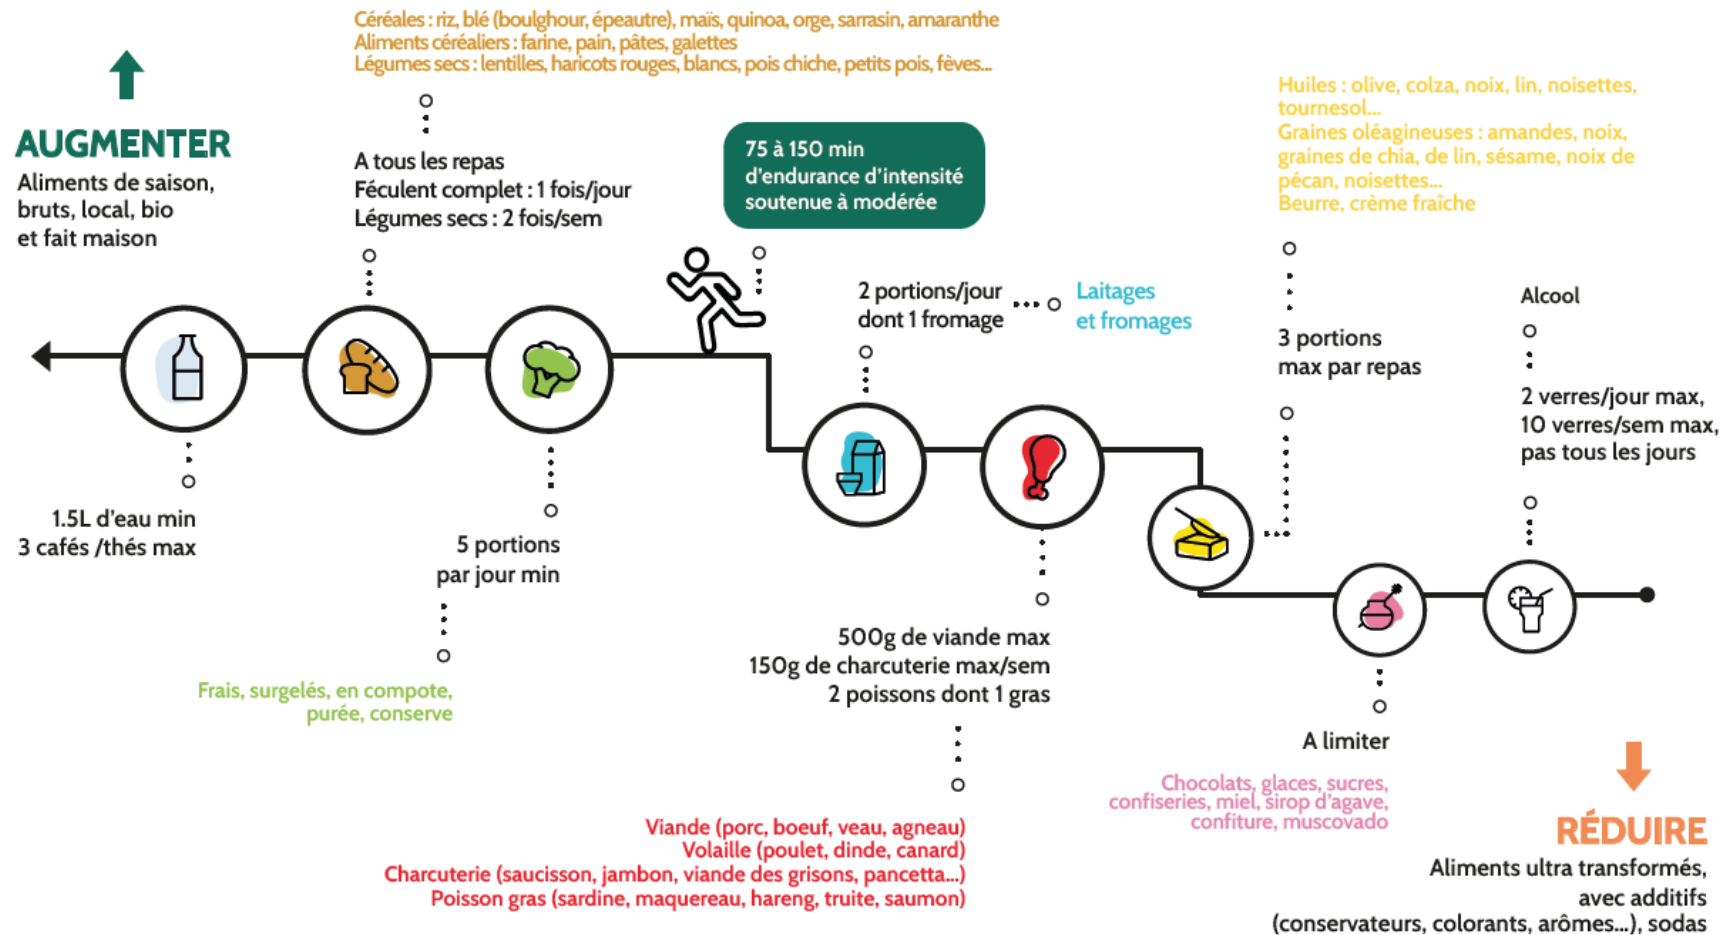 Céréales : riz, blé (boulghour, épeautre), maïs, quinoa, orge, sarrasin, amaranthe
Aliments céréaliers : farine, pain, pâtes, galettes
Légumes secs : lentilles, haricots rouges, blancs, pois chiche, petits pois, fèves...
AUGMENTER
Aliments de saison,
bruts, local, bio
et fait maison
A tous les repas
Féculent complet : 1 fois/jour
Légumes secs : 2 fois/sem
75 à 150 min
d'endurance d'intensité
soutenue à modérée
Huiles : olive, colza, noix, lin, noisettes,
tournesol...
Graines oléagineuses : amandes, noix,
graines de chia, de lin, sésame, noix de
pécan, noisettes...
Beurre, crème fraîche
2 portions/jour
dont 1 fromage
Laitages
et fromages
3 portions
max par repas
Alcool
2 verres/jour max,
10 verres/sem max,
pas tous les jours
1.5L d'eau min
3 cafés /thés max
5 portions
par jour min
Frais, surgelés, en compote,
purée, conserve
500g de viande max
150g de charcuterie max/sem
2 poissons dont 1 gras
Viande (porc, boeuf, veau, agneau)
Volaille (poulet, dinde, canard)
Charcuterie (saucisson, jambon, viande des grisons, pancetta...)
Poisson gras (sardine, maquereau, hareng, truite, saumon)
A limiter
Chocolats, glaces, sucres,
confiseries, miel, sirop d'agave,
confiture, muscovado
RÉDUIRE
Aliments ultra transformés,
avec additifs
(conservateurs, colorants, arômes...), sodas